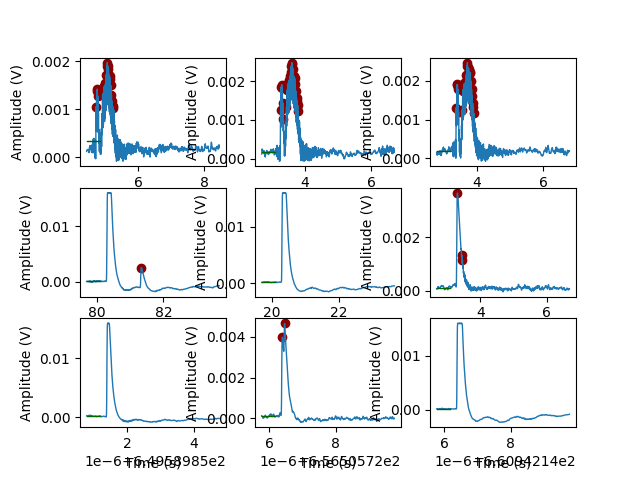 0.002
0.001
0.000
6
8
Amplitude (V)
0.002
0.001
0.000
4
6
Amplitude (V)
0.002
0.001
0.000
4
6
Amplitude (V)
0.01
0.00
80
82
Amplitude (V)
0.01
0.00
20
22
Amplitude (V)
0.002
0.000
4
6
Amplitude (V)
0.01
0.00
2
4
Amplitude (V)
Time (s)
1e-6+6.4958985e2
0.004
0.002
0.000
6
8
Amplitude (V)
Time (s)
1e-6+6.5650572e2
0.01
0.00
6
8
Amplitude (V)
Time (s)
1e-6+6.6094214e2